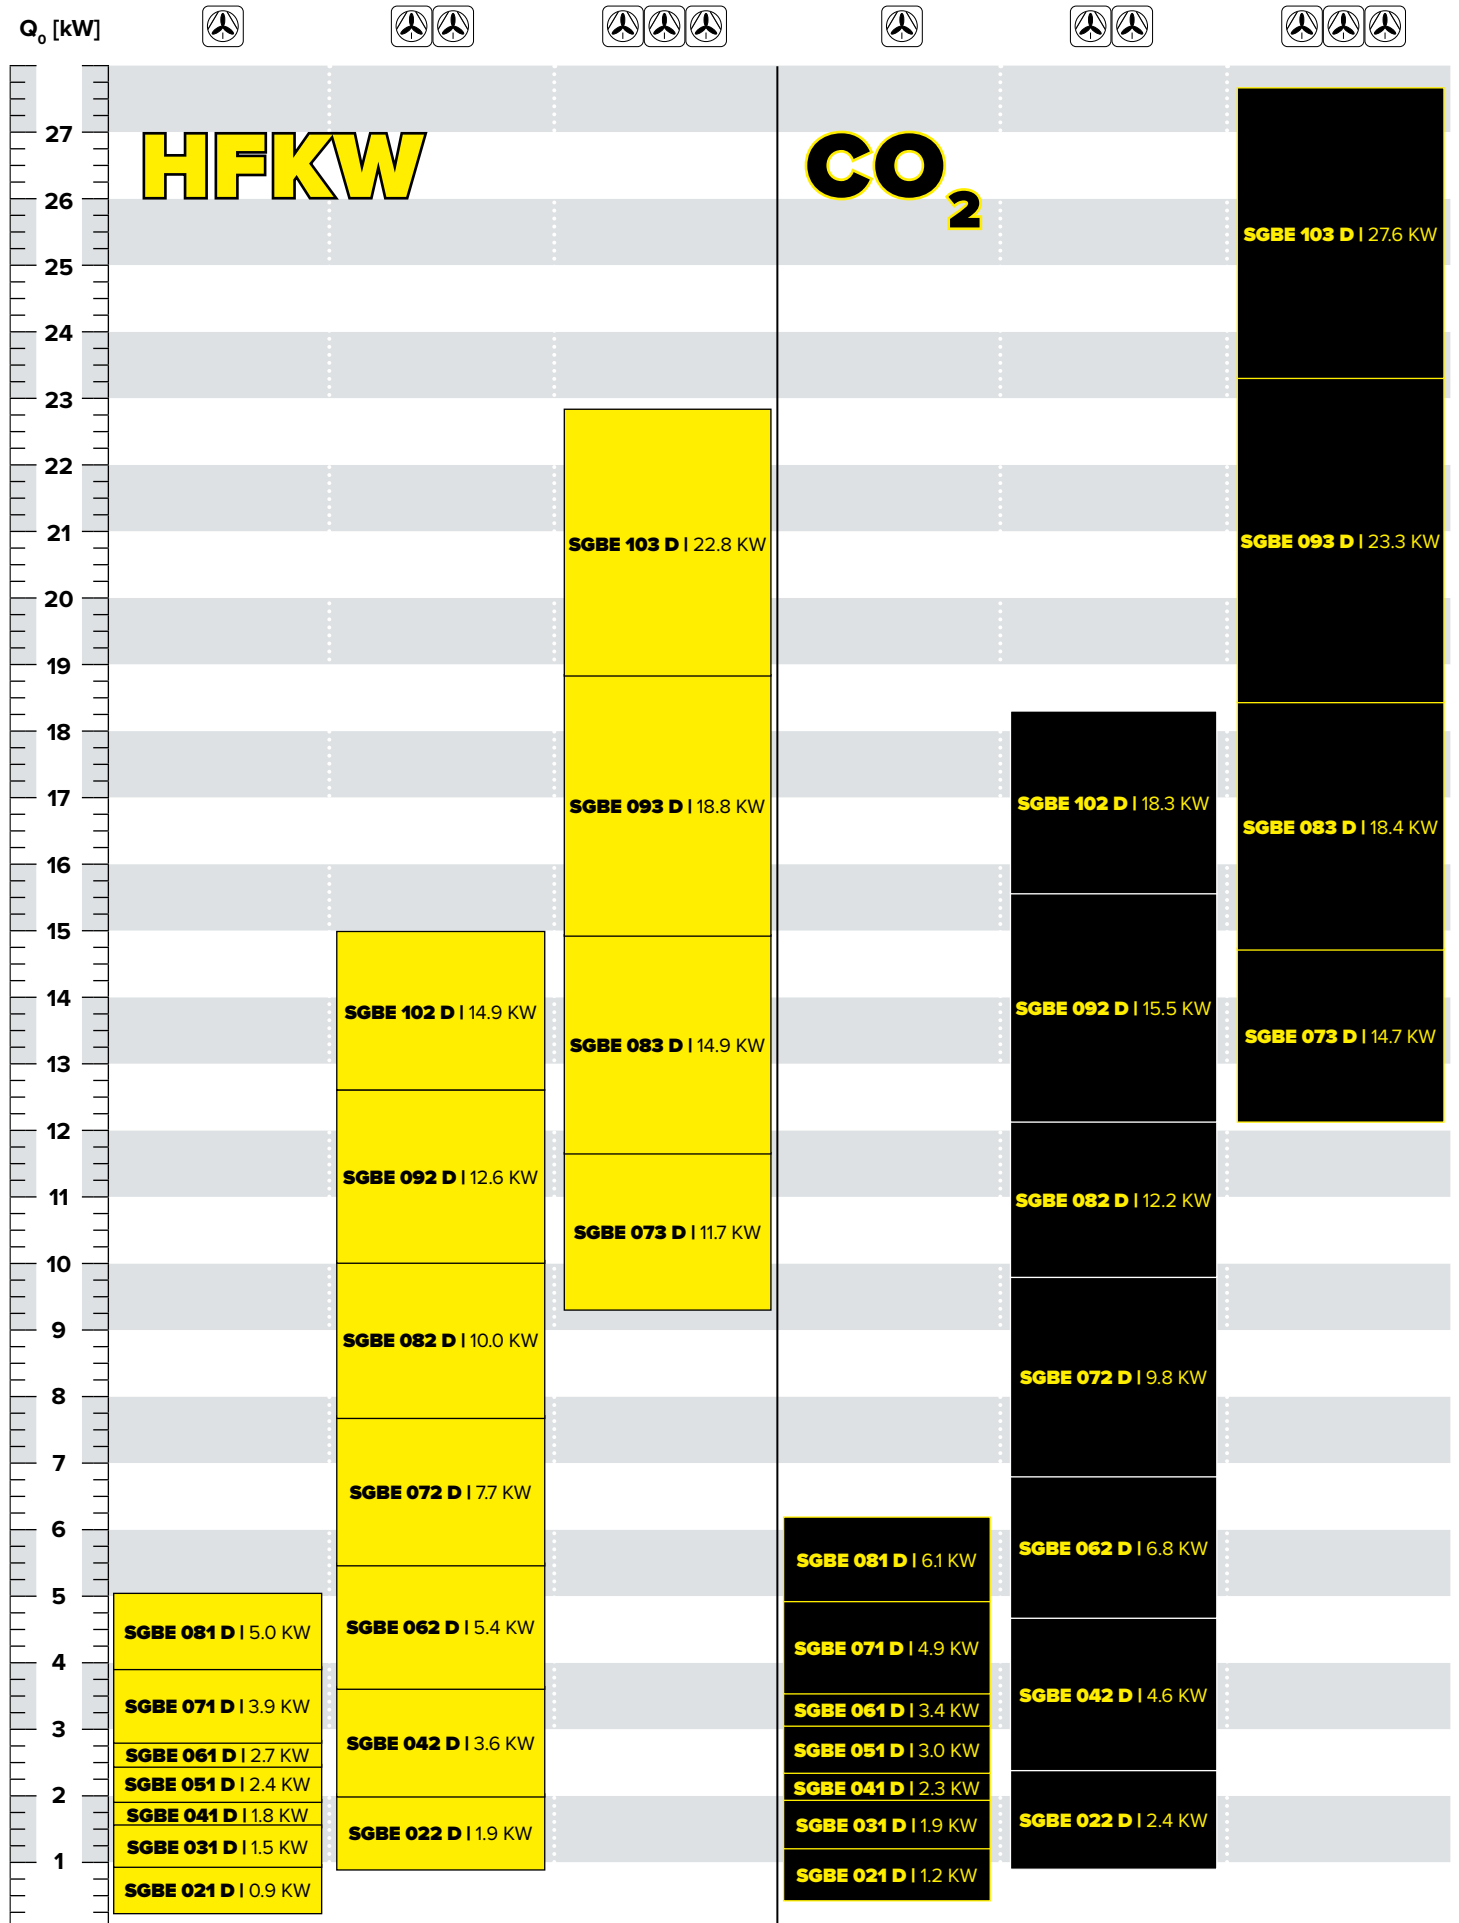 Q0 [kW]
HFKW
CO2
27
26
25
24
23
22
21
20
19
18
17
16
15
14
13
12
11
10
9
8
7
6
5
4
3
2
1
SGBE 081 D | 5.0 KW
SGBE 071 D | 3.9 KW
SGBE 061 D | 2.7 KW
SGBE 051 D | 2.4 KW
SGBE 041 D | 1.8 KW
SGBE 031 D | 1.5 KW
SGBE 021 D | 0.9 KW
SGBE 102 D | 14.9 KW
SGBE 092 D | 12.6 KW
SGBE 082 D | 10.0 KW
SGBE 072 D | 7.7 KW
SGBE 062 D | 5.4 KW
SGBE 042 D | 3.6 KW
SGBE 022 D | 1.9 KW
SGBE 103 D | 22.8 KW
SGBE 093 D | 18.8 KW
SGBE 083 D | 14.9 KW
SGBE 073 D | 11.7 KW
SGBE 081 D | 6.1 KW
SGBE 071 D | 4.9 KW
SGBE 061 D | 3.4 KW
SGBE 051 D | 3.0 KW
SGBE 041 D | 2.3 KW
SGBE 031 D | 1.9 KW
SGBE 021 D | 1.2 KW
SGBE 102 D | 18.3 KW
SGBE 092 D | 15.5 KW
SGBE 082 D | 12.2 KW
SGBE 072 D | 9.8 KW
SGBE 062 D | 6.8 KW
SGBE 042 D | 4.6 KW
SGBE 022 D | 2.4 KW
SGBE 103 D | 27.6 KW
SGBE 093 D | 23.3 KW
SGBE 083 D | 18.4 KW
SGBE 073 D | 14.7 KW